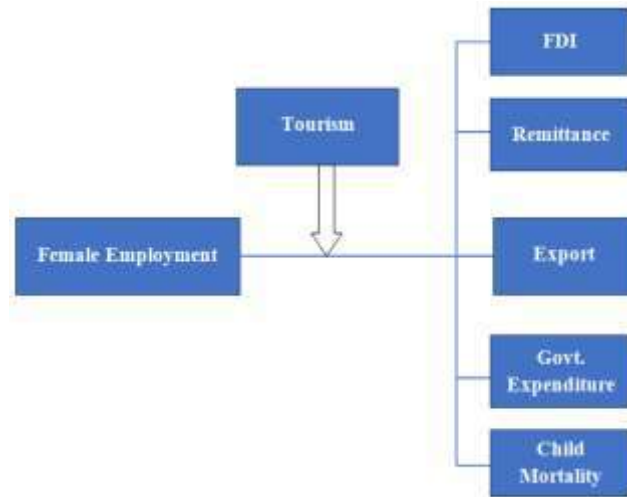 FDI
Tourism
Remittance
Female Employment
Export
Govt.
Expenditure
Child
Mortality